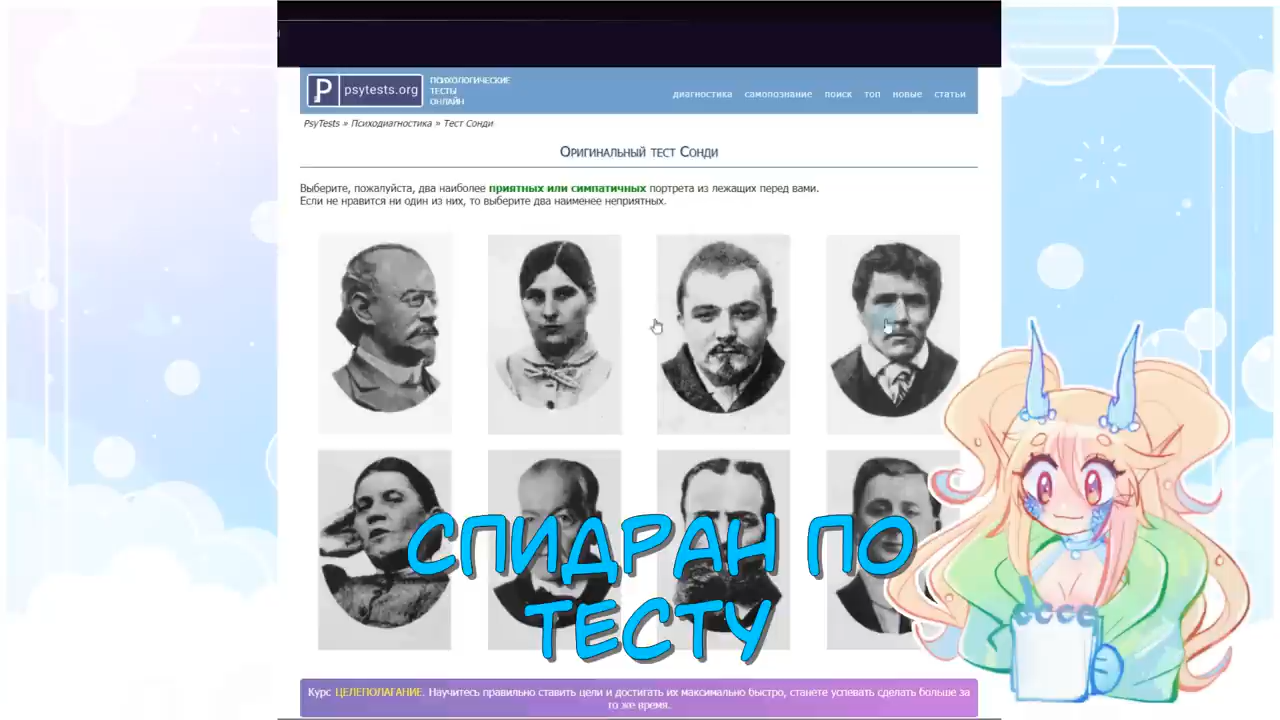 psytests.org
ПСИХОЛОГИЧЕСКИЕ
ТЕСТЫ
ОНЛАЙН
диагностика самопознание поиск топ новые статьи
PsyTests » Психодиагностика » Тест Сонди
Оригинальный тест Сонди
Выберите, пожалуйста, два наиболее приятных или симпатичных портрета из лежащих перед вами.
Если не нравится ни один из них, то выберите два наименее неприятных.
СПИДРАН ПО
ТЕСТУ
Курс ЦЕЛЕПОЛАГАНИЕ. Научитесь правильно ставить цели и достигать их максимально быстро, станете успевать сделать больше за
то же время.